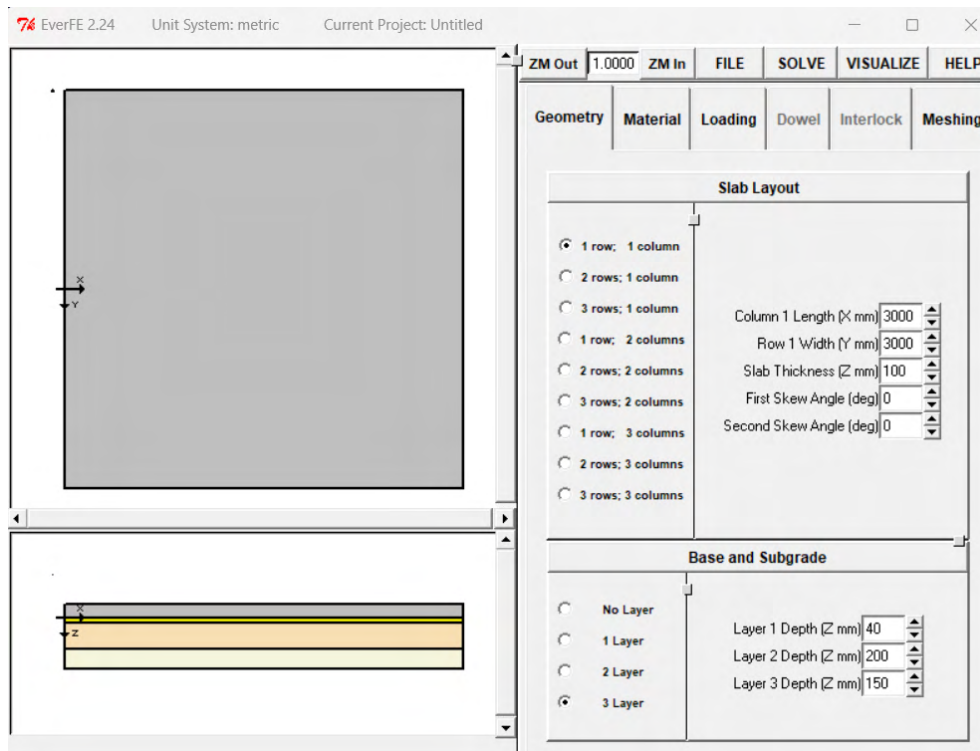 EverFE 2.24 Unit System: metric Current Project: Untitled
ZM Out 1.0000 ZM In FILE SOLVE VISUALIZE HELP
Geometry Material Loading Dowel Interlock Meshing
X
Y
X
Z
Slab Layout
1 row; 1 column
2 rows; 1 column
3 rows; 1 column
1 row; 2 columns
2 rows; 2 columns
3 rows; 2 columns
1 row; 3 columns
2 rows; 3 columns
3 rows; 3 columns
Column 1 Length (X mm) 3000
Row 1 Width (Y mm) 3000
Slab Thickness (Z mm) 100
First Skew Angle (deg) 0
Second Skew Angle (deg) 0
Base and Subgrade
No Layer
1 Layer
2 Layer
3 Layer
Layer 1 Depth (Z mm) 40
Layer 2 Depth (Z mm) 200
Layer 3 Depth (Z mm) 150